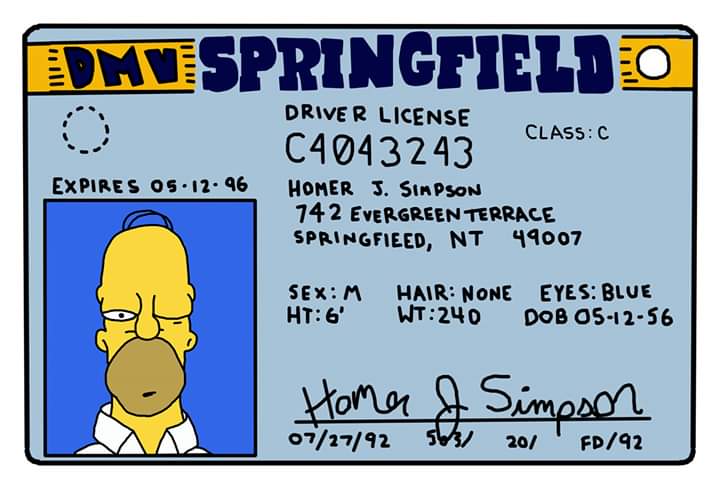 DMV SPRINGFIELD
DRIVER LICENSE
CLASS: C
C4043243
EXPIRES 05·12·96
HOMER J. SIMPSON
742 EVERGREEN TERRACE
SPRINGFIEED, NT 49007
SEX: M HAIR: NONE EYES: BLUE
HT: 6' WT: 240 DOB 05-12-56
Homer J Simpson
07/27/92 563/ 20/ FD/92